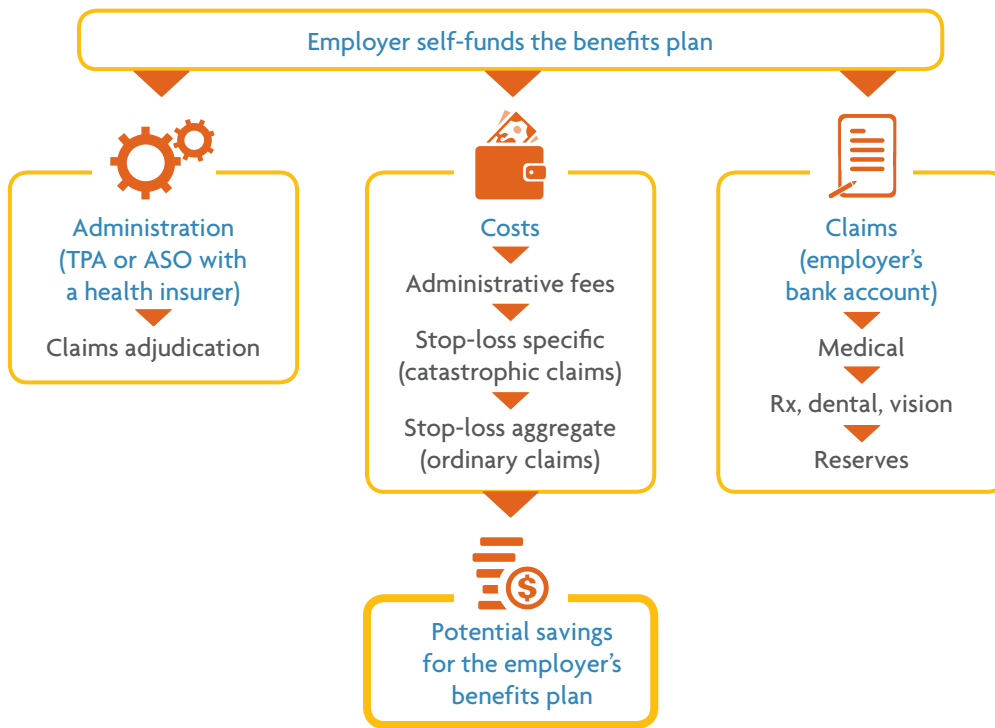 Employer self-funds the benefits plan
Administration
(TPA or ASO with
a health insurer)
Claims adjudication
Costs
Administrative fees
Stop-loss specific
(catastrophic claims)
Stop-loss aggregate
(ordinary claims)
Claims
(employer’s
bank account)
Medical
Rx, dental, vision
Reserves
$
Potential savings
for the employer’s
benefits plan